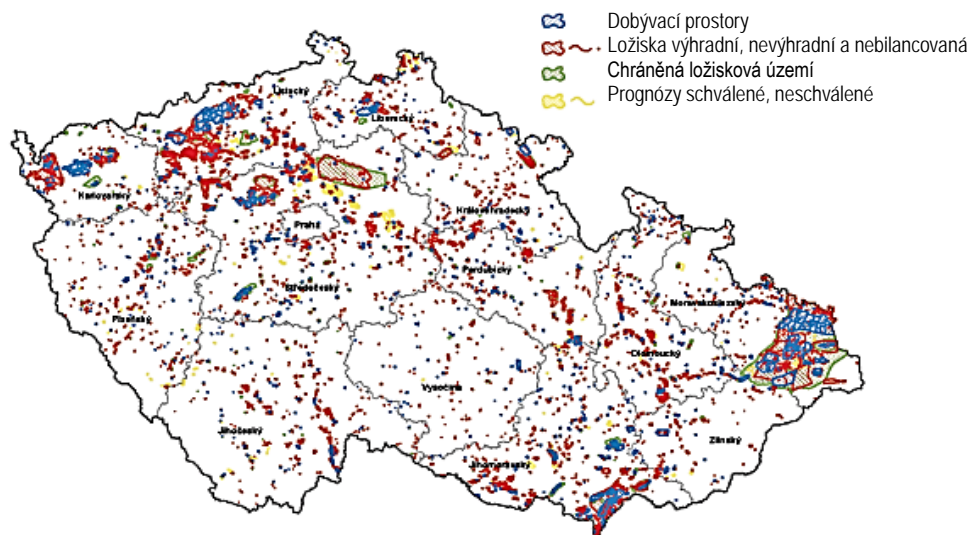 Dobývací prostory
Ložiska výhradní, nevýhradní a nebilancovaná
Chráněná ložisková území
Prognózy schválené, neschválené
Ústecký
Liberecký
Karlovarský
Praha
Královéhradecký
Středočeský
Pardubický
Plzeňský
Moravskoslezský
Olomoucký
Vysočina
Jihočeský
Zlínský
Jihomoravský